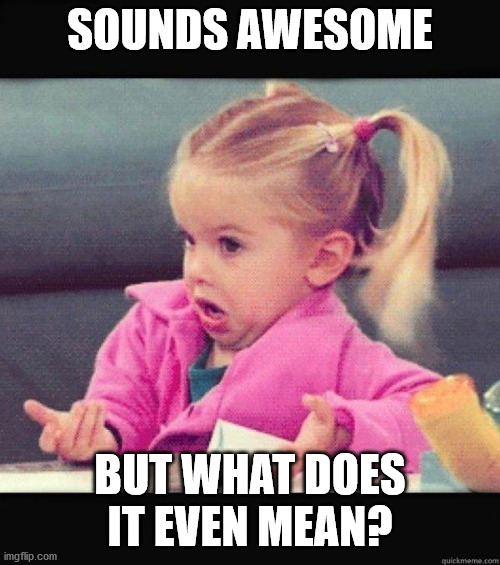 SOUNDS AWESOME
BUT WHAT DOES
IT EVEN MEAN?
imgflip.com
quickmeme.com